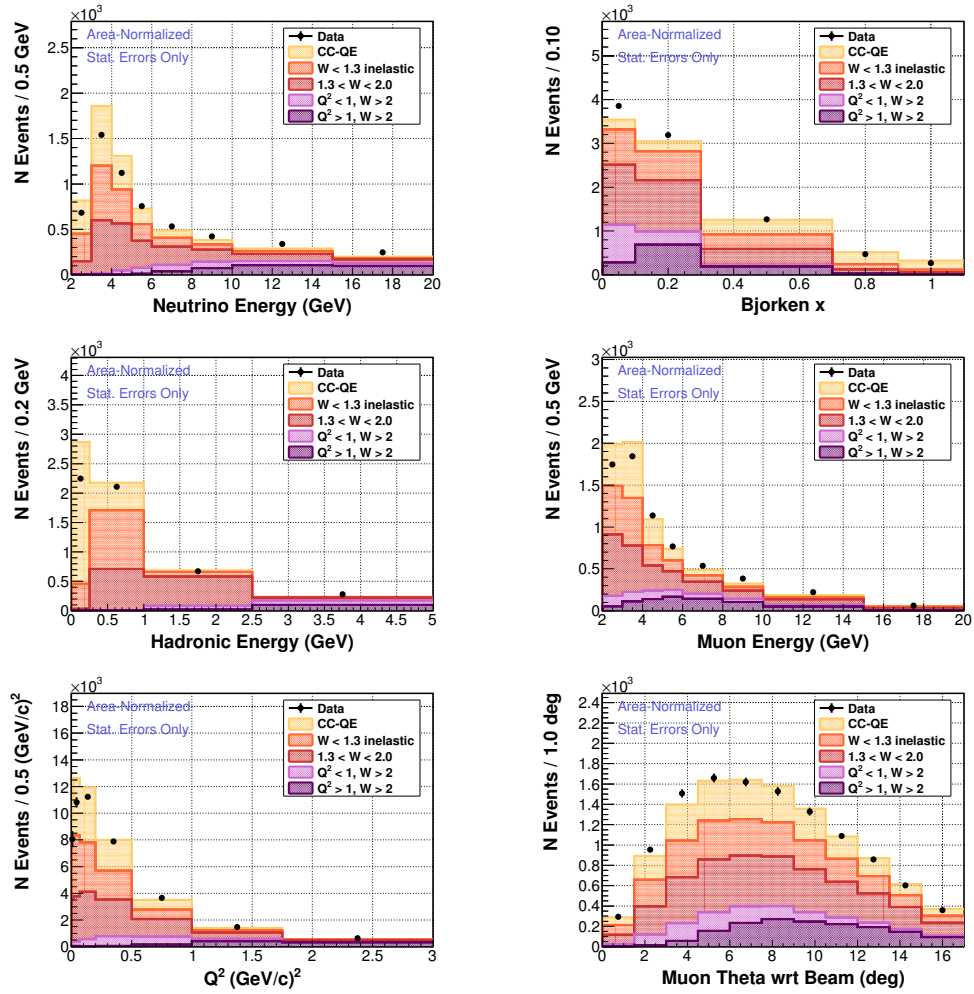 ×10³
N Events / 0.5 GeV
Area-Normalized
Stat. Errors Only
Data
CC-QE
W < 1.3 inelastic
1.3 < W < 2.0
Q² < 1, W > 2
Q² > 1, W > 2
2.5
2
1.5
1
0.5
0
2 4 6 8 10 12 14 16 18 20
Neutrino Energy (GeV)
×10³
N Events / 0.10
Area-Normalized
Stat. Errors Only
Data
CC-QE
W < 1.3 inelastic
1.3 < W < 2.0
Q² < 1, W > 2
Q² > 1, W > 2
5
4
3
2
1
0
0 0.2 0.4 0.6 0.8 1
Bjorken x
×10³
N Events / 0.2 GeV
Area-Normalized
Stat. Errors Only
Data
CC-QE
W < 1.3 inelastic
1.3 < W < 2.0
Q² < 1, W > 2
Q² > 1, W > 2
4
3.5
3
2.5
2
1.5
1
0.5
0
0 0.5 1 1.5 2 2.5 3 3.5 4 4.5 5
Hadronic Energy (GeV)
×10³
N Events / 0.5 GeV
Area-Normalized
Stat. Errors Only
Data
CC-QE
W < 1.3 inelastic
1.3 < W < 2.0
Q² < 1, W > 2
Q² > 1, W > 2
3
2.5
2
1.5
1
0.5
0
2 4 6 8 10 12 14 16 18 20
Muon Energy (GeV)
×10³
N Events / 0.5 (GeV/c)²
Area-Normalized
Stat. Errors Only
Data
CC-QE
W < 1.3 inelastic
1.3 < W < 2.0
Q² < 1, W > 2
Q² > 1, W > 2
18
16
14
12
10
8
6
4
2
0
0 0.5 1 1.5 2 2.5 3
Q² (GeV/c)²
×10³
N Events / 1.0 deg
Area-Normalized
Stat. Errors Only
Data
CC-QE
W < 1.3 inelastic
1.3 < W < 2.0
Q² < 1, W > 2
Q² > 1, W > 2
2.4
2.2
2
1.8
1.6
1.4
1.2
1
0.8
0.6
0.4
0.2
0
0 2 4 6 8 10 12 14 16
Muon Theta wrt Beam (deg)